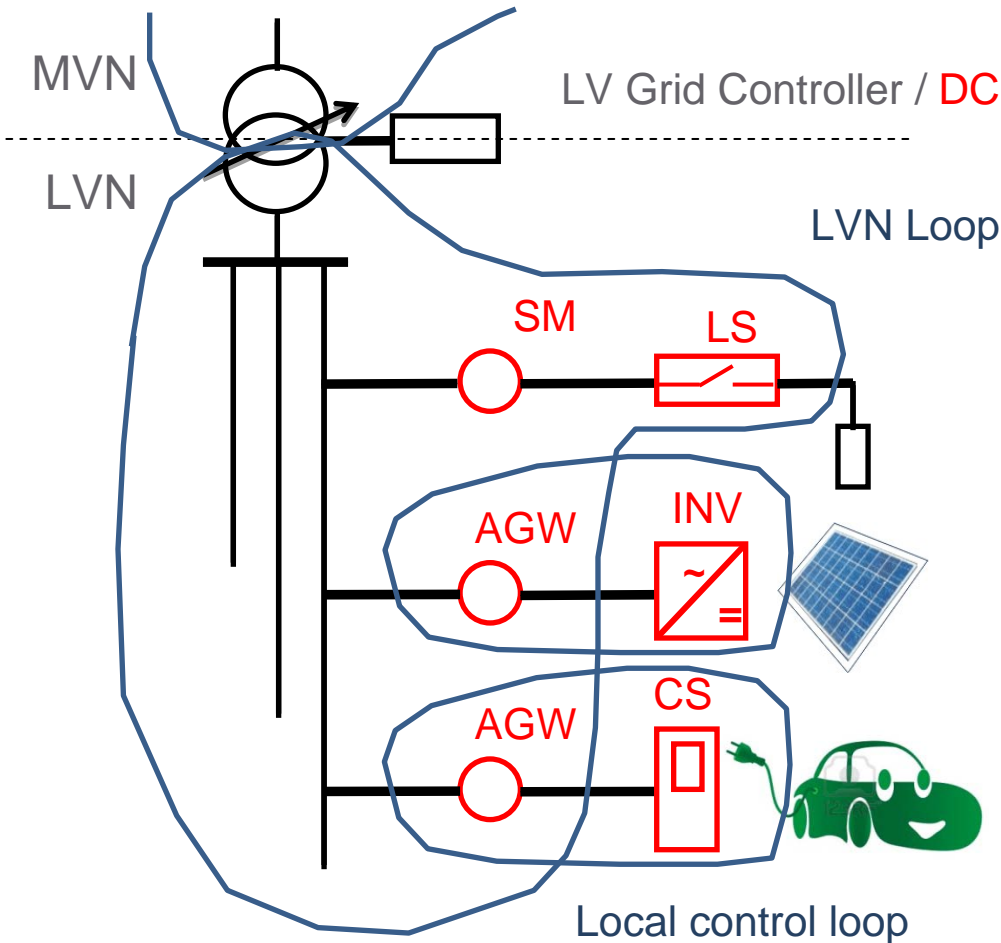 MVN
LV Grid Controller / DC
LVN
LVN Loop
SM
LS
AGW
INV
~
=
AGW
CS
Local control loop